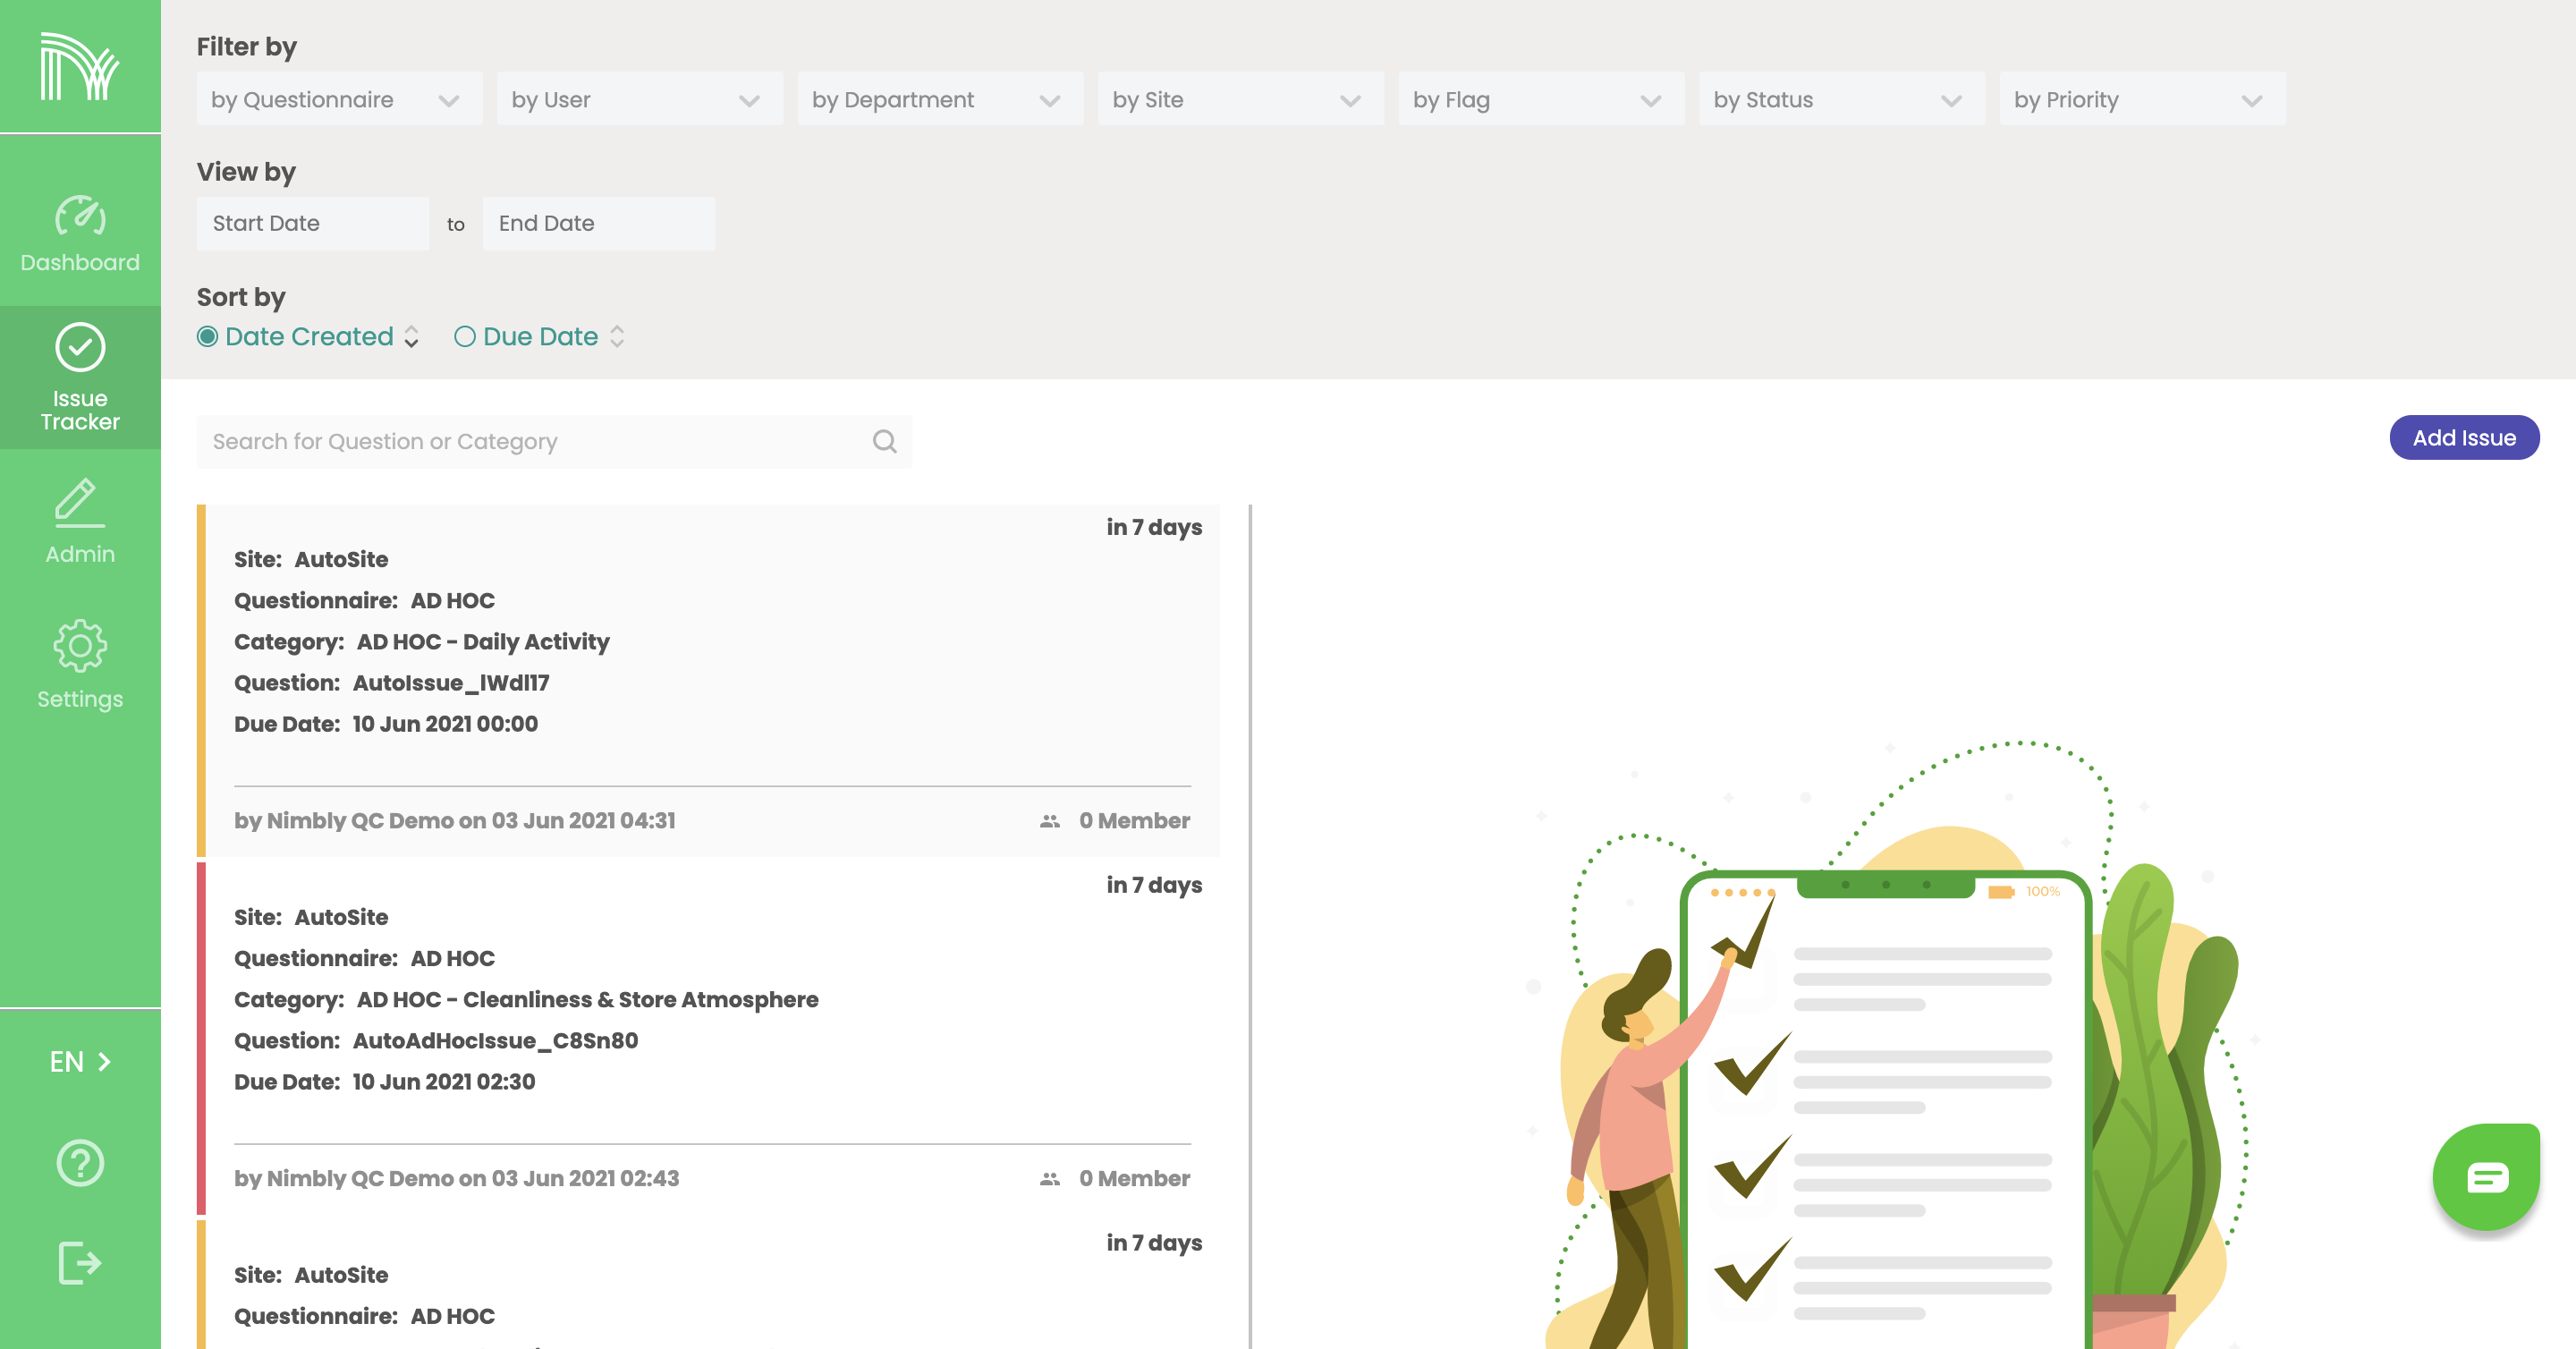 Filter by
by Questionnaire by User by Department by Site by Flag by Status by Priority
View by
Start Date to End Date
Sort by
Date Created Due Date
Dashboard
Issue
Tracker
Admin
Settings
EN
Search for Question or Category
Add Issue
in 7 days
Site: AutoSite
Questionnaire: AD HOC
Category: AD HOC - Daily Activity
Question: AutoIssue_lWdl17
Due Date: 10 Jun 2021 00:00
by Nimbly QC Demo on 03 Jun 2021 04:31 0 Member
in 7 days
Site: AutoSite
Questionnaire: AD HOC
Category: AD HOC - Cleanliness & Store Atmosphere
Question: AutoAdHocIssue_C8Sn80
Due Date: 10 Jun 2021 02:30
by Nimbly QC Demo on 03 Jun 2021 02:43 0 Member
in 7 days
Site: AutoSite
Questionnaire: AD HOC
100%